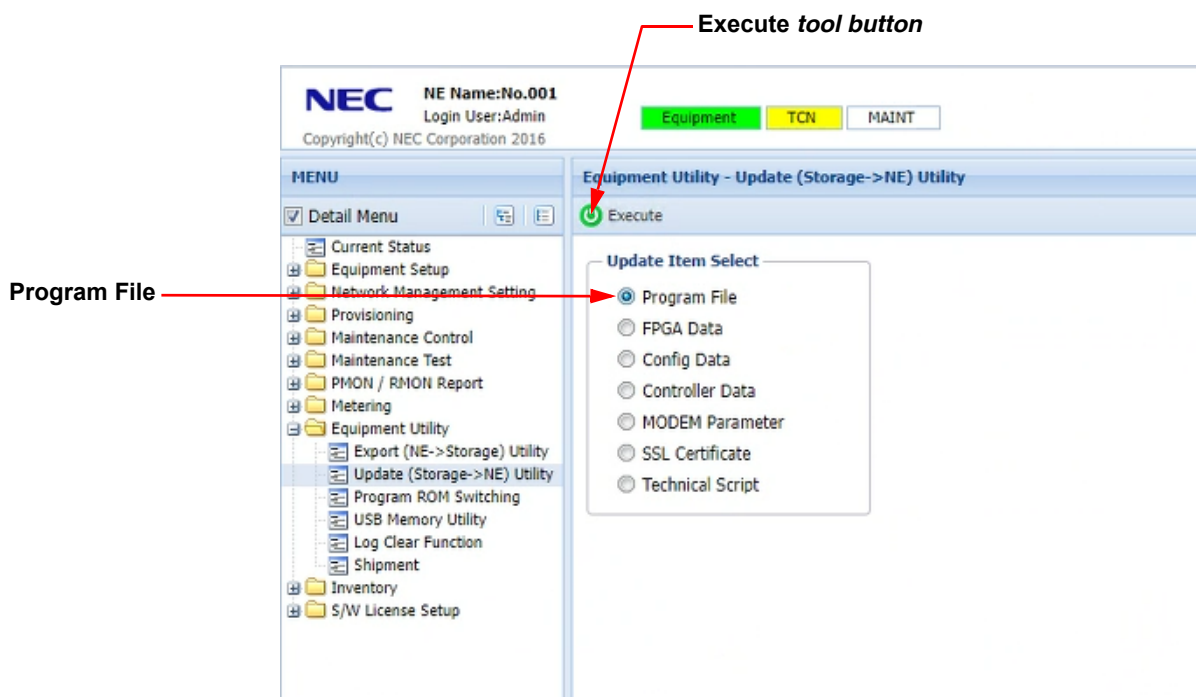 Execute tool button
NEC
NE Name:No.001
Login User:Admin
Copyright(c) NEC Corporation 2016
Equipment
TCN
MAINT
MENU
Detail Menu
Current Status
Equipment Setup
Network Management Setting
Provisioning
Maintenance Control
Maintenance Test
PMON / RMON Report
Metering
Equipment Utility
Export (NE->Storage) Utility
Update (Storage->NE) Utility
Program ROM Switching
USB Memory Utility
Log Clear Function
Shipment
Inventory
S/W License Setup
Program File
Equipment Utility - Update (Storage->NE) Utility
Execute
Update Item Select
Program File
FPGA Data
Config Data
Controller Data
MODEM Parameter
SSL Certificate
Technical Script